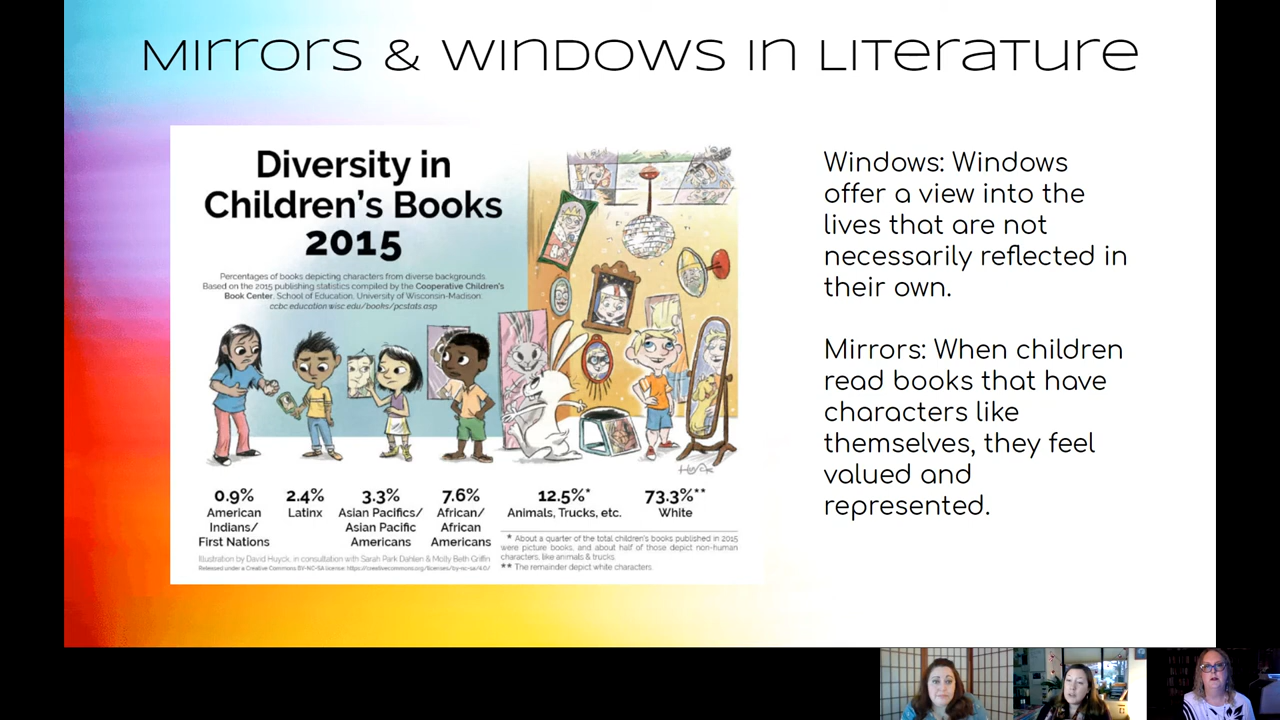 Mirrors & Windows in Literature
Diversity in
Children's Books
2015
Percentages of books depicting characters from diverse backgrounds.
Based on the 2015 publishing statistics compiled by the Cooperative Children's
Book Center, School of Education, University of Wisconsin-Madison.
ccbc.education.wisc.edu/books/pcstats.asp
0.9%
American
Indians/
First Nations
2.4%
Latinx
3.3%
Asian Pacifics/
Asian Pacific
Americans
7.6%
African/
African
Americans
12.5%*
Animals, Trucks, etc.
73.3%**
White
* About a quarter of the total children's books published in 2015
were picture books, and about half of those depict non-human
characters, like animals & trucks.
** The remainder depict white characters.
Illustration by David Huyck, in consultation with Sarah Park Dahlen & Molly Beth Griffin
Released under a Creative Commons BY-NC-SA license: https://creativecommons.org/licenses/by-nc-sa/4.0/
Windows: Windows
offer a view into the
lives that are not
necessarily reflected in
their own.
Mirrors: When children
read books that have
characters like
themselves, they feel
valued and
represented.